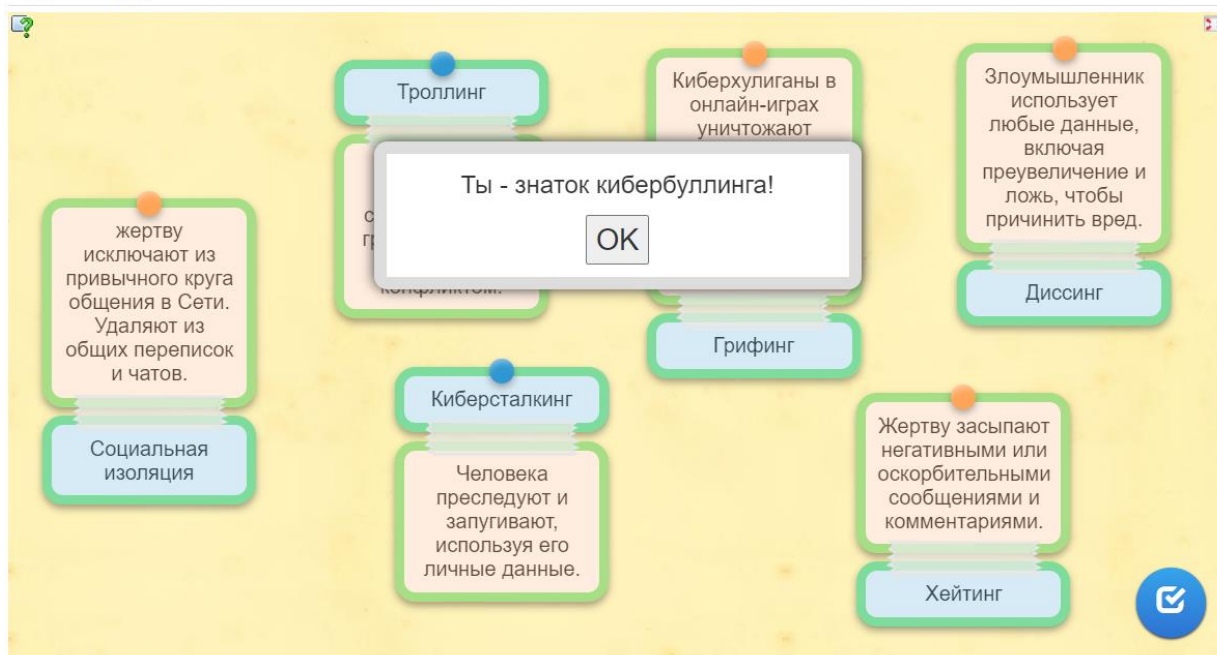 Троллинг
конфликтом.
Киберхулиганы в
онлайн-играх
уничтожают
Грифинг
Злоумышленник
использует
любые данные,
включая
преувеличение и
ложь, чтобы
причинить вред.
Диссинг
Ты - знаток кибербуллинга!
OK
жертву
исключают из
привычного круга
общения в Сети.
Удаляют из
общих переписок
и чатов.
Социальная
изоляция
Киберсталкинг
Человека
преследуют и
запугивают,
используя его
личные данные.
Жертву засыпают
негативными или
оскорбительными
сообщениями и
комментариями.
Хейтинг